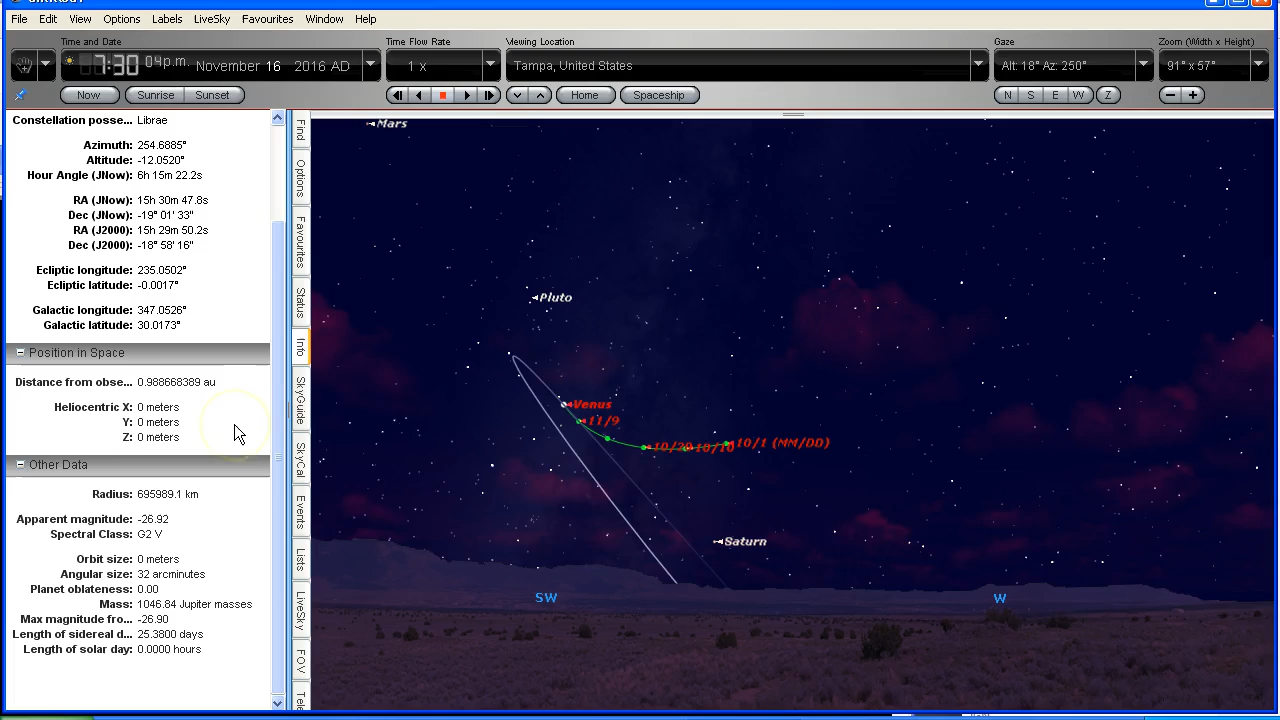 File Edit View Options Labels LiveSky Favourites Window Help
Time and Date Time Flow Rate Viewing Location Gaze Zoom (Width x Height)
7:30 04 p.m. November 16 2016 AD 1 x Tampa, United States Alt: 18° Az: 250° 91° x 57°
Now Sunrise Sunset Home Spaceship N S E W Z
Constellation posse... Librae
Azimuth: 254.6885°
Altitude: -12.0520°
Hour Angle (JNow): 6h 15m 22.2s
RA (JNow): 15h 30m 47.8s
Dec (JNow): -19° 01' 33"
RA (J2000): 15h 29m 50.2s
Dec (J2000): -18° 58' 16"
Ecliptic longitude: 235.0502°
Ecliptic latitude: -0.0017°
Galactic longitude: 347.0526°
Galactic latitude: 30.0173°
Position in Space
Distance from obse... 0.988668389 au
Heliocentric X: 0 meters
Y: 0 meters
Z: 0 meters
Other Data
Radius: 695989.1 km
Apparent magnitude: -26.92
Spectral Class: G2 V
Orbit size: 0 meters
Angular size: 32 arcminutes
Planet oblateness: 0.00
Mass: 1046.84 Jupiter masses
Max magnitude fro... -26.90
Length of sidereal d... 25.3800 days
Length of solar day: 0.0000 hours
Find
Options
Favourites
Status
Info
SkyGuide
SkyCal
Events
Lists
LiveSky
FOV
Mars
Pluto
Venus
11/9
10/10
10/1 (MM/DD)
Saturn
SW
W